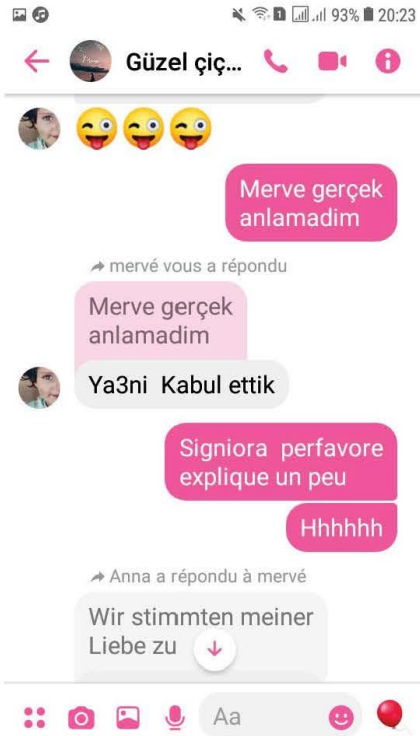 93% 20:23
Güzel çiç...
Merve gerçek
anlamadim
mervé vous a répondu
Merve gerçek
anlamadim
Ya3ni Kabul ettik
Signiora perfavore
explique un peu
Hhhhhh
Anna a répondu à mervé
Wir stimmten meiner
Liebe zu
Aa